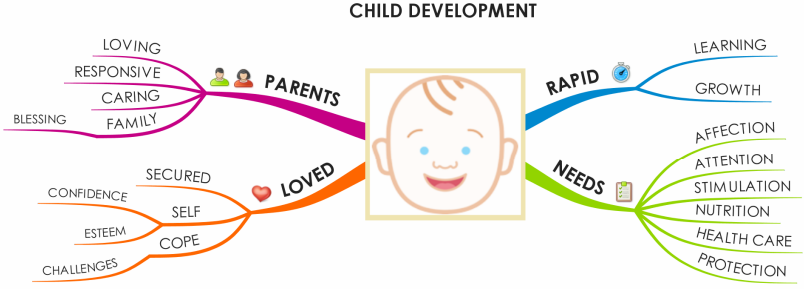 CHILD DEVELOPMENT
PARENTS
LOVING
RESPONSIVE
CARING
FAMILY
BLESSING
LOVED
SECURED
SELF
CONFIDENCE
ESTEEM
COPE
CHALLENGES
RAPID
LEARNING
GROWTH
NEEDS
AFFECTION
ATTENTION
STIMULATION
NUTRITION
HEALTH CARE
PROTECTION